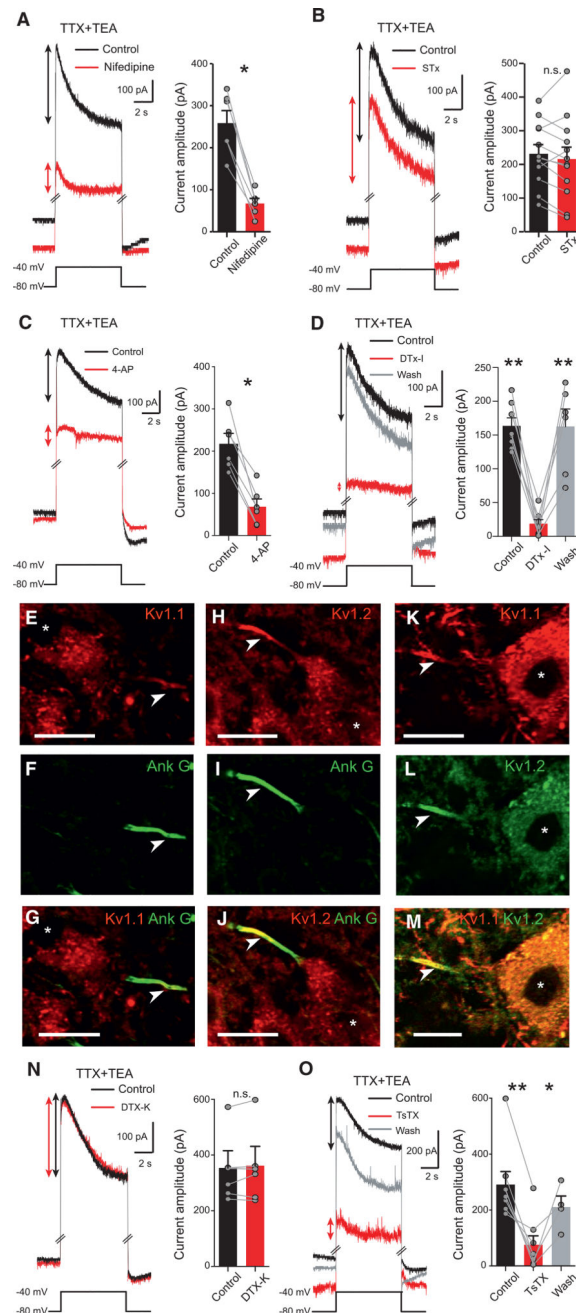 A
TTX+TEA
Control
Nifedipine
100 pA
2 s
-40 mV
-80 mV
Current amplitude (pA)
400
300
200
100
0
*
Control
Nifedipine
B
TTX+TEA
Control
STx
100 pA
2 s
-40 mV
-80 mV
Current amplitude (pA)
500
400
300
200
100
0
n.s.
Control
STx
C
TTX+TEA
Control
4-AP
100 pA
2 s
-40 mV
-80 mV
Current amplitude (pA)
400
300
200
100
0
*
Control
4-AP
D
TTX+TEA
Control
DTx-I
Wash
100 pA
2 s
-40 mV
-80 mV
Current amplitude (pA)
250
200
150
100
50
0
** **
Control
DTx-I
Wash
E
Kv1.1
*
H
Kv1.2
*
K
Kv1.1
*
F
Ank G
I
Ank G
L
Kv1.2
*
G
Kv1.1 Ank G
*
J
Kv1.2 Ank G
*
M
Kv1.1 Kv1.2
*
N
TTX+TEA
Control
DTX-K
100 pA
2 s
-40 mV
-80 mV
Current amplitude (pA)
600
400
200
0
n.s.
Control
DTX-K
O
TTX+TEA
Control
TsTX
Wash
200 pA
2 s
-40 mV
-80 mV
Current amplitude (pA)
600
400
200
0
** *
Control
TsTX
Wash